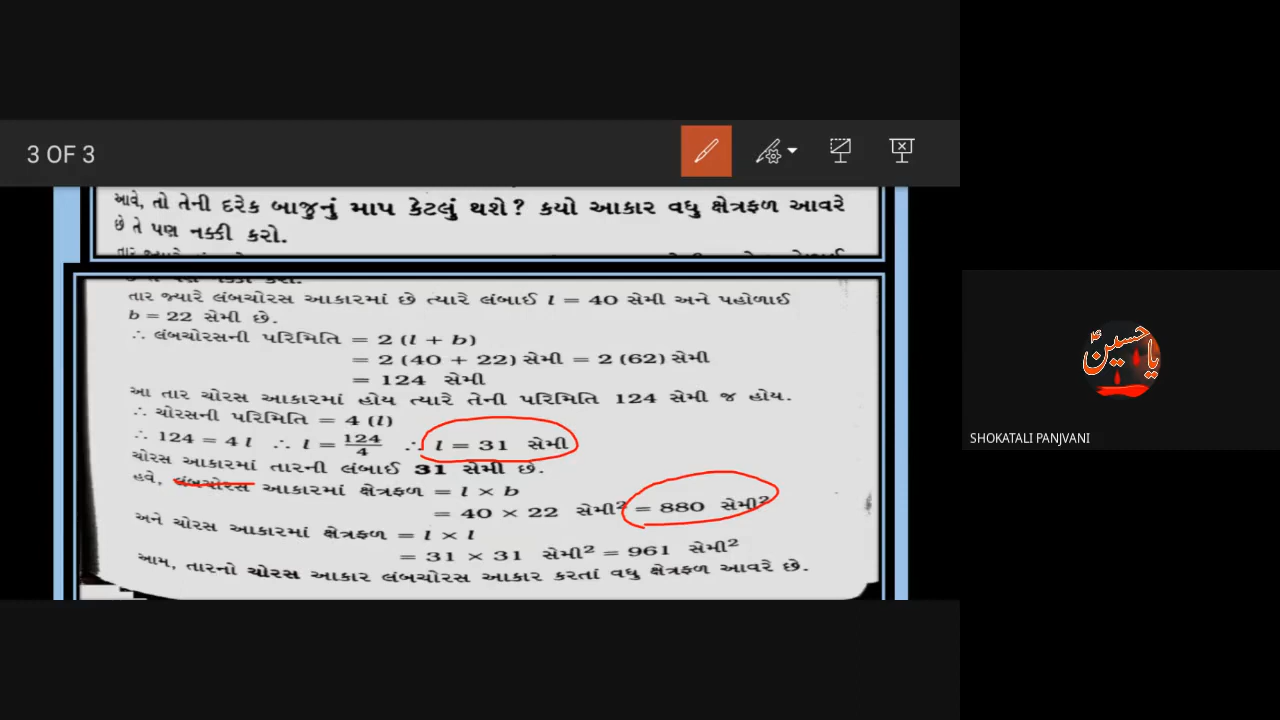 3 OF 3
આવે, તો તેની દરેક બાજુનું માપ કેટલું થશે? કયો આકાર વધુ ક્ષેત્રફળ આવરે
છે તે પણ નક્કી કરો.
તાર જ્યારે લંબચોરસ આકારમાં છે ત્યારે લંબાઈ l = 40 સેમી અને પહોળાઈ
b = 22 સેમી છે.
∴ લંબચોરસની પરિમિતિ = 2 (l + b)
= 2 (40 + 22) સેમી = 2 (62) સેમી
= 124 સેમી
આ તાર ચોરસ આકારમાં હોય ત્યારે તેની પરિમિતિ 124 સેમી જ હોય.
∴ ચોરસની પરિમિતિ = 4 (l)
∴ 124 = 4 l ∴ l = 124/4 ∴ l = 31 સેમી
ચોરસ આકારમાં તારની લંબાઈ 31 સેમી છે.
હવે, લંબચોરસ આકારમાં ક્ષેત્રફળ = l × b
= 40 × 22 સેમી² = 880 સેમી²
અને ચોરસ આકારમાં ક્ષેત્રફળ = l × l
= 31 × 31 સેમી² = 961 સેમી²
આમ, તારનો ચોરસ આકાર લંબચોરસ આકાર કરતાં વધુ ક્ષેત્રફળ આવરે છે.
حسين
يا
SHOKATALI PANJVANI